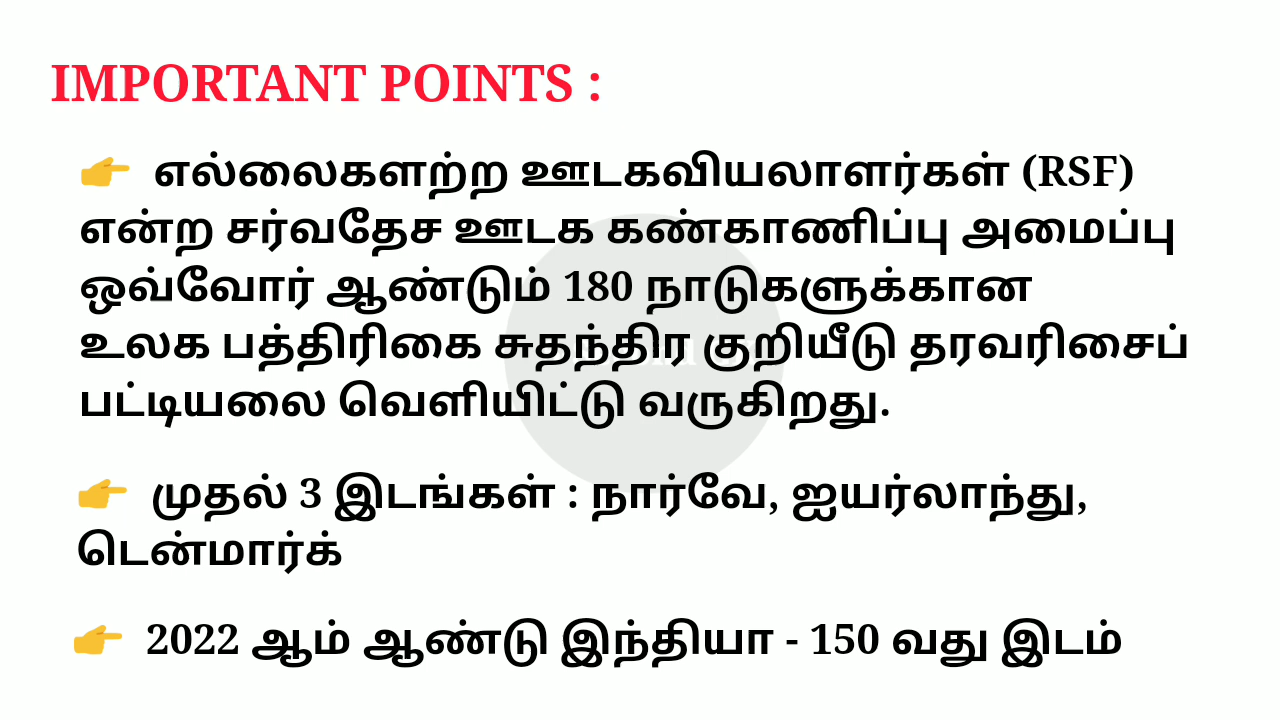 IMPORTANT POINTS :
👉 எல்லைகளற்ற ஊடகவியலாளர்கள் (RSF)
என்ற சர்வதேச ஊடக கண்காணிப்பு அமைப்பு
ஒவ்வோர் ஆண்டும் 180 நாடுகளுக்கான
உலக பத்திரிகை சுதந்திர குறியீடு தரவரிசைப்
பட்டியலை வெளியிட்டு வருகிறது.
👉 முதல் 3 இடங்கள் : நார்வே, ஐயர்லாந்து,
டென்மார்க்
👉 2022 ஆம் ஆண்டு இந்தியா - 150 வது இடம்